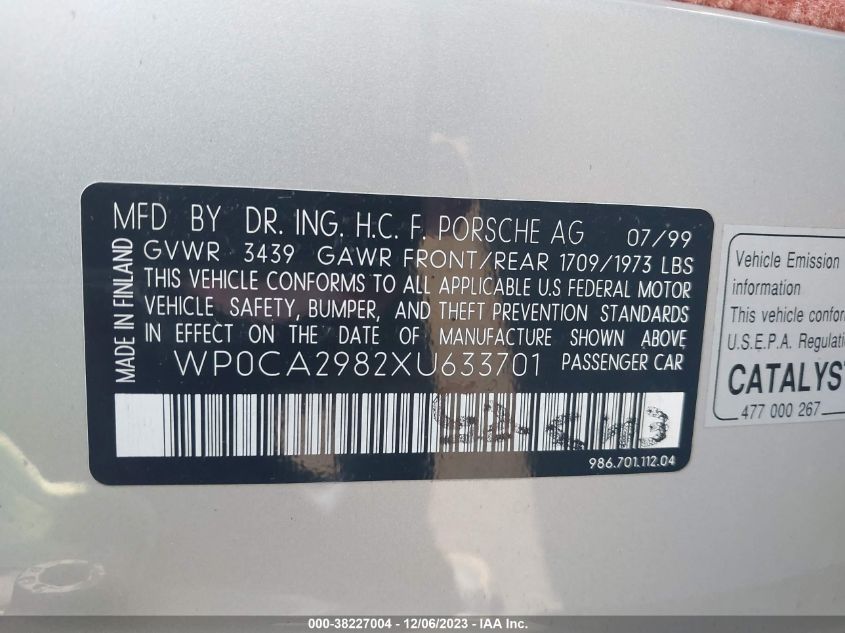 MFD BY DR. ING. H.C. F. PORSCHE AG 07/99
GVWR 3439 GAWR FRONT/REAR 1709/1973 LBS
THIS VEHICLE CONFORMS TO ALL APPLICABLE U.S FEDERAL MOTOR
VEHICLE SAFETY, BUMPER, AND THEFT PREVENTION STANDARDS
IN EFFECT ON THE DATE OF MANUFACTURE SHOWN ABOVE
WP0CA2982XU633701 PASSENGER CAR
MADE IN FINLAND
986.701.112.04
Vehicle Emission
information
This vehicle conform
U.S.E.P.A. Regulation
CATALYST
477 000 267
000-38227004 - 12/06/2023 - IAA Inc.